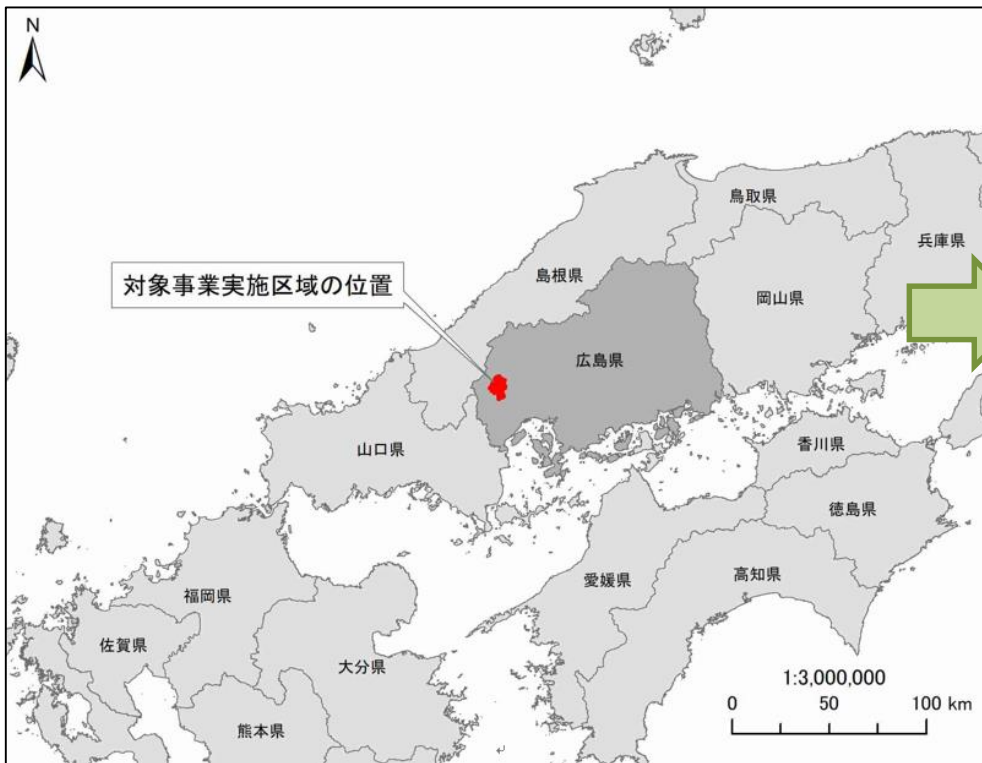 N
鳥取県
兵庫県
島根県
対象事業実施区域の位置
岡山県
広島県
香川県
山口県
徳島県
愛媛県
高知県
福岡県
佐賀県
大分県
熊本県
1:3,000,000
0 50 100 km